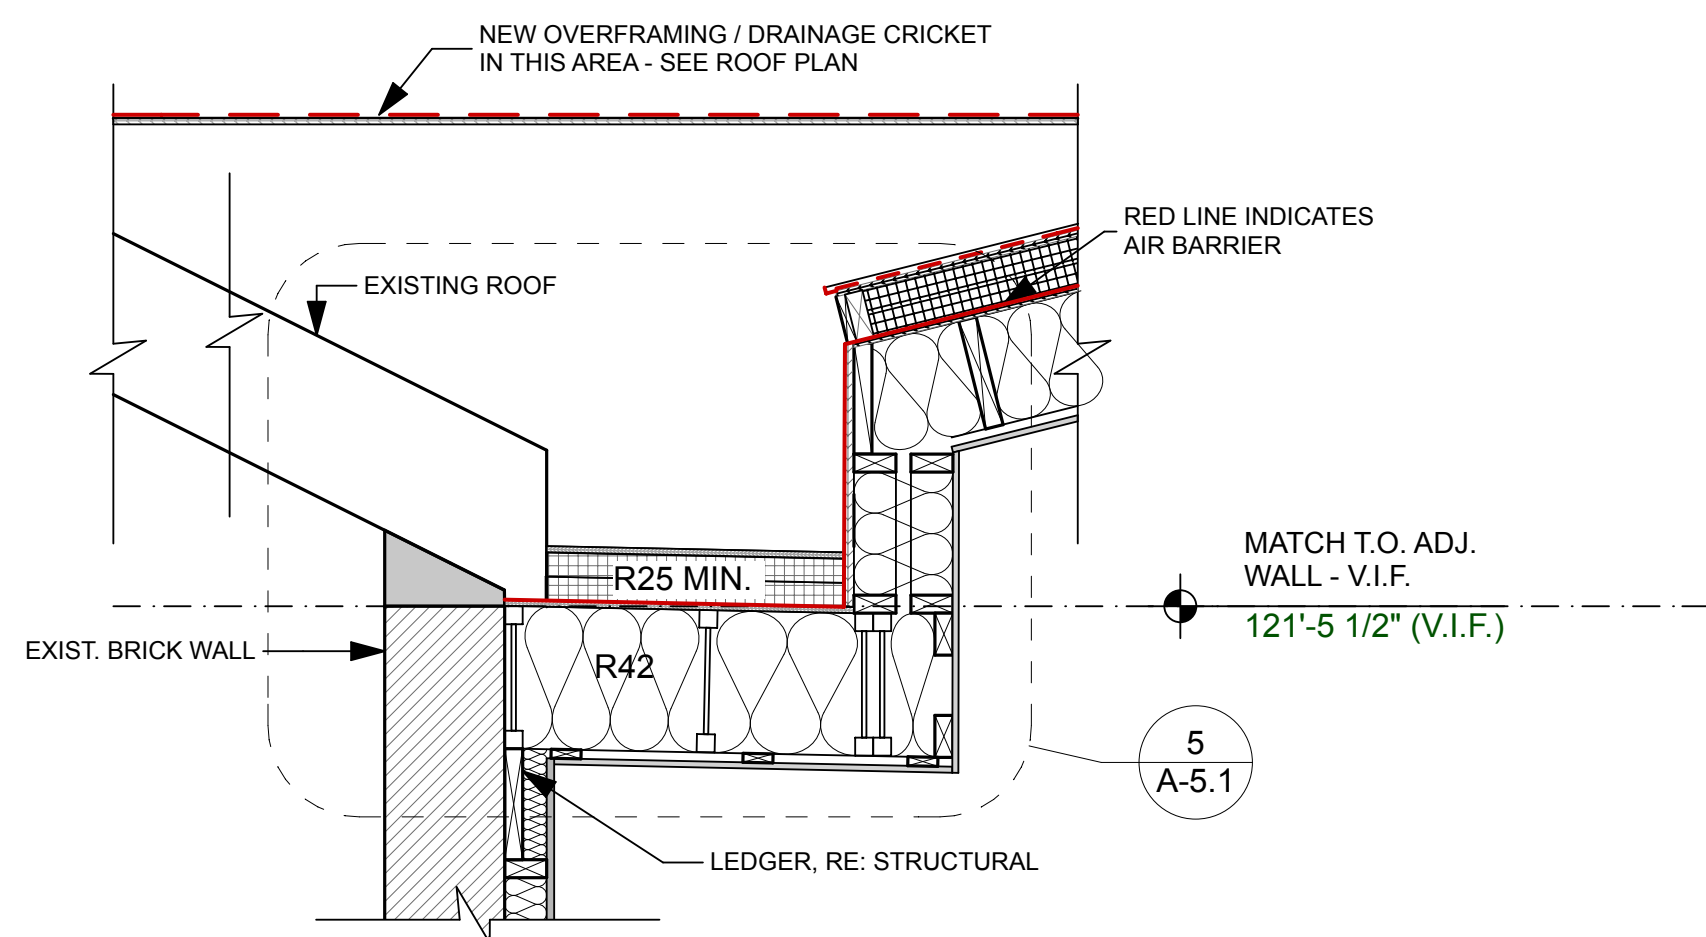 NEW OVERFRAMING / DRAINAGE CRICKET
IN THIS AREA - SEE ROOF PLAN
RED LINE INDICATES
AIR BARRIER
EXISTING ROOF
MATCH T.O. ADJ.
WALL - V.I.F.
121'-5 1/2" (V.I.F.)
R25 MIN.
EXIST. BRICK WALL
R42
5
A-5.1
LEDGER, RE: STRUCTURAL